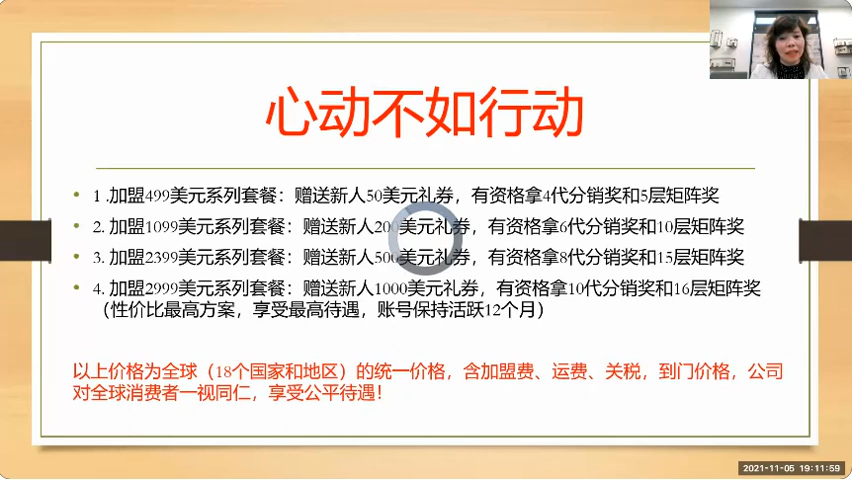 心动不如行动
1 .加盟499美元系列套餐：赠送新人50美元礼券，有资格拿4代分销奖和5层矩阵奖
2. 加盟1099美元系列套餐：赠送新人200美元礼券，有资格拿6代分销奖和10层矩阵奖
3. 加盟2399美元系列套餐：赠送新人500美元礼券，有资格拿8代分销奖和15层矩阵奖
4. 加盟2999美元系列套餐：赠送新人1000美元礼券，有资格拿10代分销奖和16层矩阵奖
（性价比最高方案，享受最高待遇，账号保持活跃12个月）
以上价格为全球（18个国家和地区）的统一价格，含加盟费、运费、关税，到门价格，公司
对全球消费者一视同仁，享受公平待遇！
2021-11-05 19:11:59